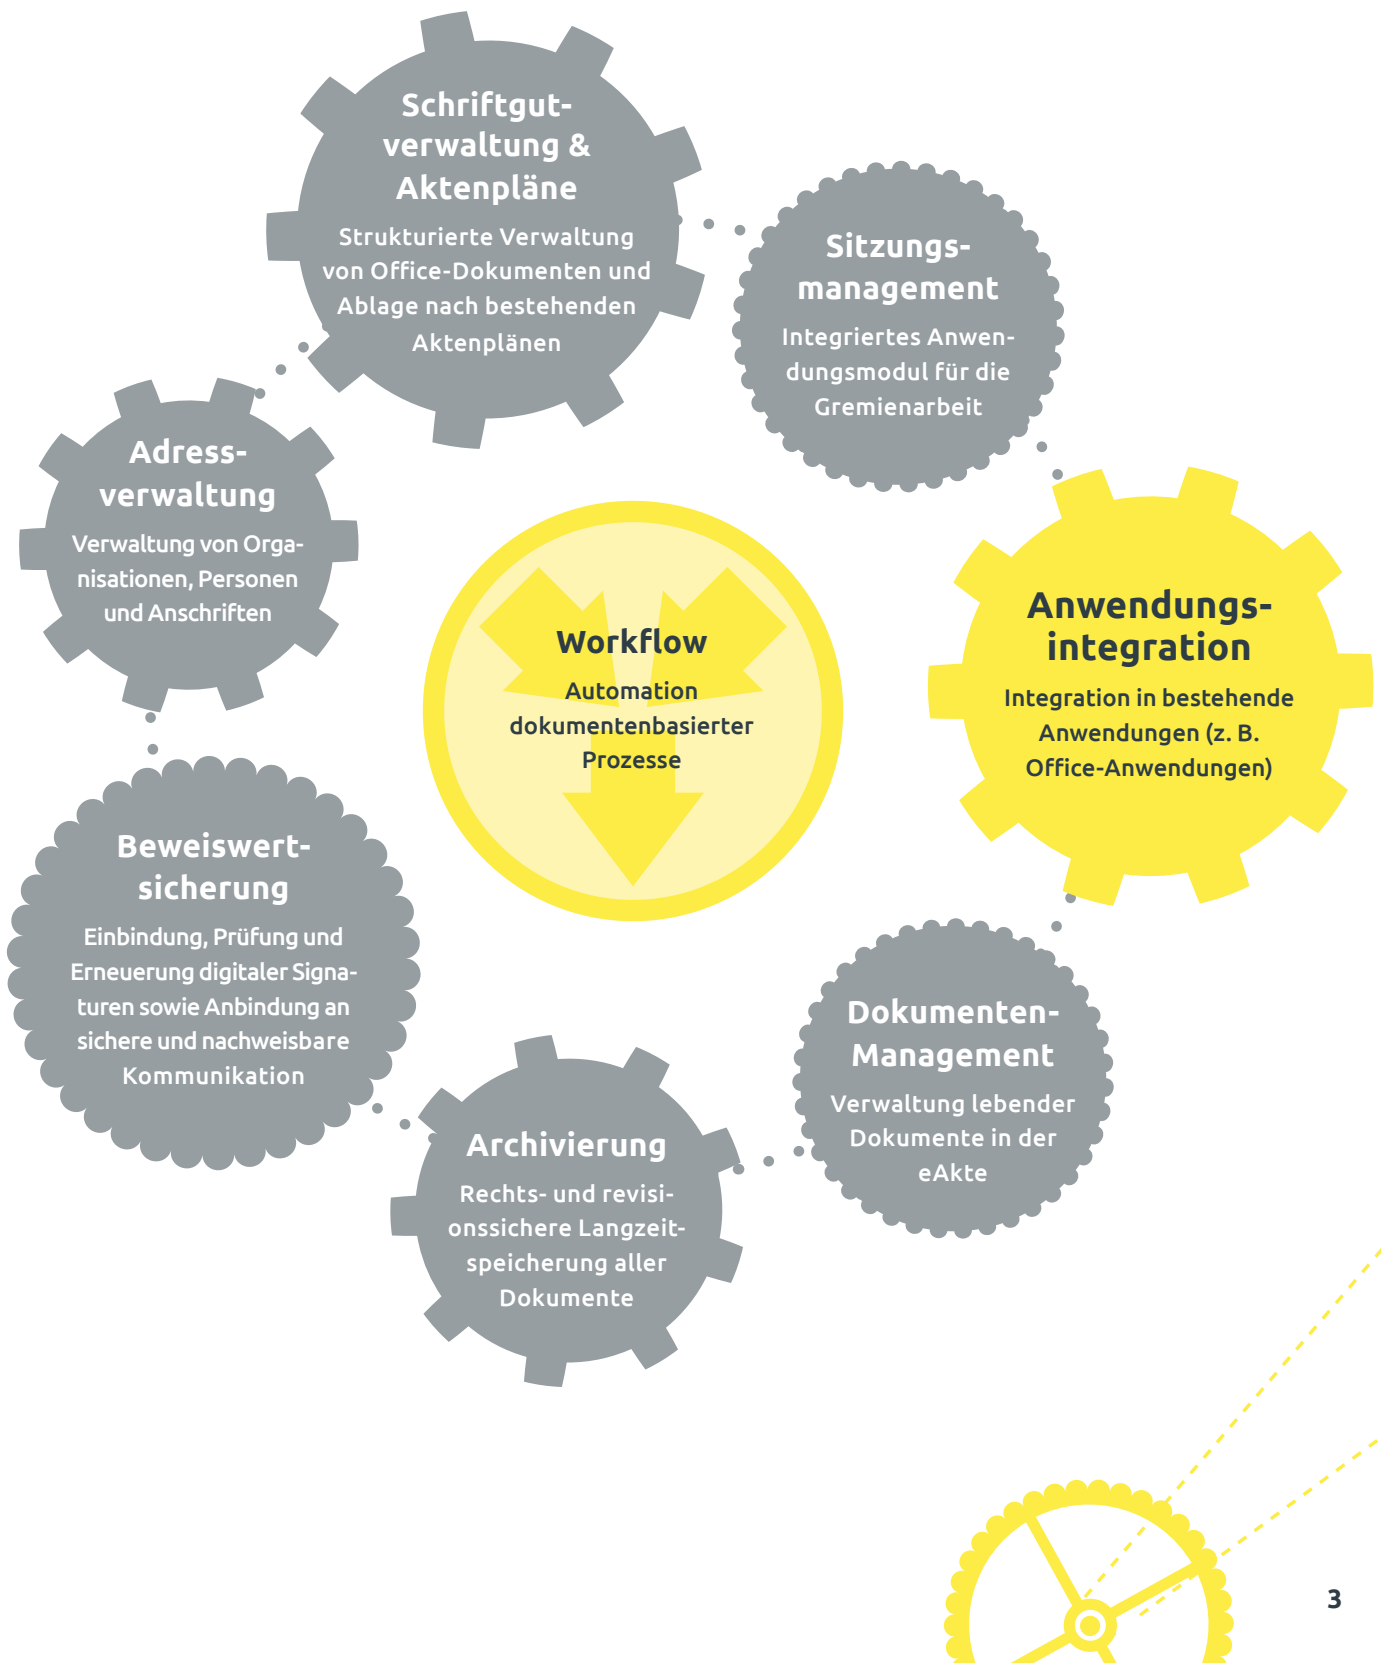 Schriftgut-
verwaltung &
Aktenpläne
Strukturierte Verwaltung
von Office-Dokumenten und
Ablage nach bestehenden
Aktenplänen
Sitzungs-
management
Integriertes Anwen-
dungsmodul für die
Gremienarbeit
Adress-
verwaltung
Verwaltung von Orga-
nisationen, Personen
und Anschriften
Workflow
Automation
dokumentenbasierter
Prozesse
Anwendungs-
integration
Integration in bestehende
Anwendungen (z. B.
Office-Anwendungen)
Beweiswert-
sicherung
Einbindung, Prüfung und
Erneuerung digitaler Signa-
turen sowie Anbindung an
sichere und nachweisbare
Kommunikation
Dokumenten-
Management
Verwaltung lebender
Dokumente in der
eAkte
Archivierung
Rechts- und revisi-
onssichere Langzeit-
speicherung aller
Dokumente
3